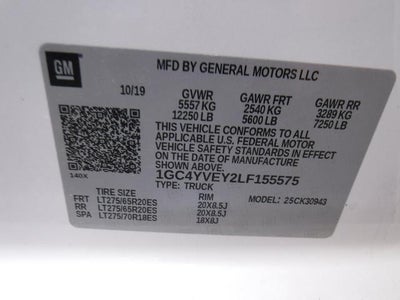 GM
MFD BY GENERAL MOTORS LLC
10/19
GVWR GAWR FRT GAWR RR
5557 KG 2540 KG 3289 KG
12250 LB 5600 LB 7250 LB
THIS VEHICLE CONFORMS TO ALL
APPLICABLE U.S. FEDERAL MOTOR
VEHICLE SAFETY STANDARDS IN
EFFECT ON THE DATE OF MANUFACTURE
SHOWN ABOVE.
1GC4YVEY2LF155575
140X
TYPE: TRUCK
TIRE SIZE RIM 25CK30943
FRT LT275/65R20ES 20X8.5J
RR LT275/65R20ES 20X8.5J
SPA LT275/70R18ES 18X8J